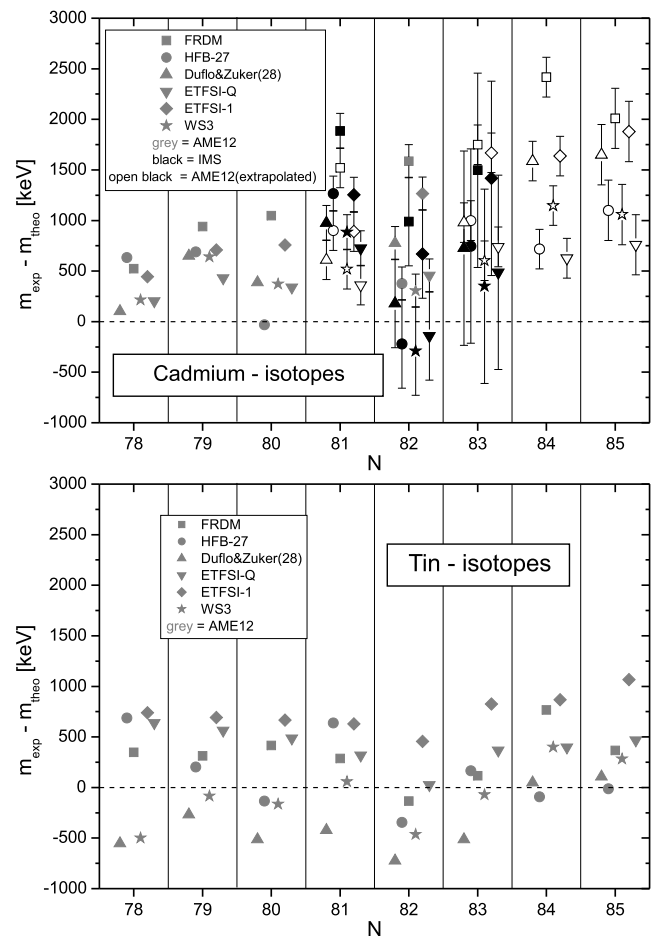 3000
2500
2000
1500
1000
500
0
-500
-1000
m_exp - m_theo [keV]
FRDM
HFB-27
Duflo&Zuker(28)
ETFSI-Q
ETFSI-1
WS3
grey = AME12
black = IMS
open black = AME12(extrapolated)
Cadmium - isotopes
78 79 80 81 82 83 84 85
N
3000
2500
2000
1500
1000
500
0
-500
-1000
m_exp - m_theo [keV]
FRDM
HFB-27
Duflo&Zuker(28)
ETFSI-Q
ETFSI-1
WS3
grey = AME12
Tin - isotopes
78 79 80 81 82 83 84 85
N